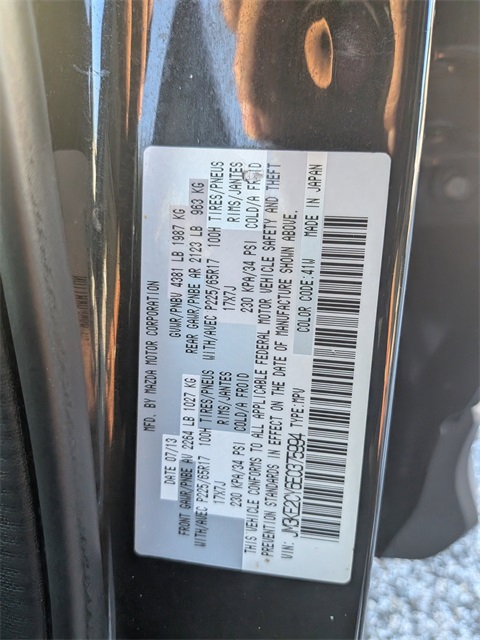 MFD. BY MAZDA MOTOR CORPORATION
DATE 07/13 GVWR/PNBV 4381 LB 1987 KG
FRONT GAWR/PNBE AV 2264 LB 1027 KG REAR GAWR/PNBE AR 2123 LB 963 KG
WITH/AVEC P225/65R17 100H TIRES/PNEUS WITH/AVEC P225/65R17 100H TIRES/PNEUS
17X7J RIMS/JANTES 17X7J RIMS/JANTES
230 KPA/34 PSI COLD/A FROID 230 KPA/34 PSI COLD/A FROID
THIS VEHICLE CONFORMS TO ALL APPLICABLE FEDERAL MOTOR VEHICLE SAFETY AND THEFT
PREVENTION STANDARDS IN EFFECT ON THE DATE OF MANUFACTURE SHOWN ABOVE.
VIN: TYPE:MPV COLOR CODE:41W MADE IN JAPAN